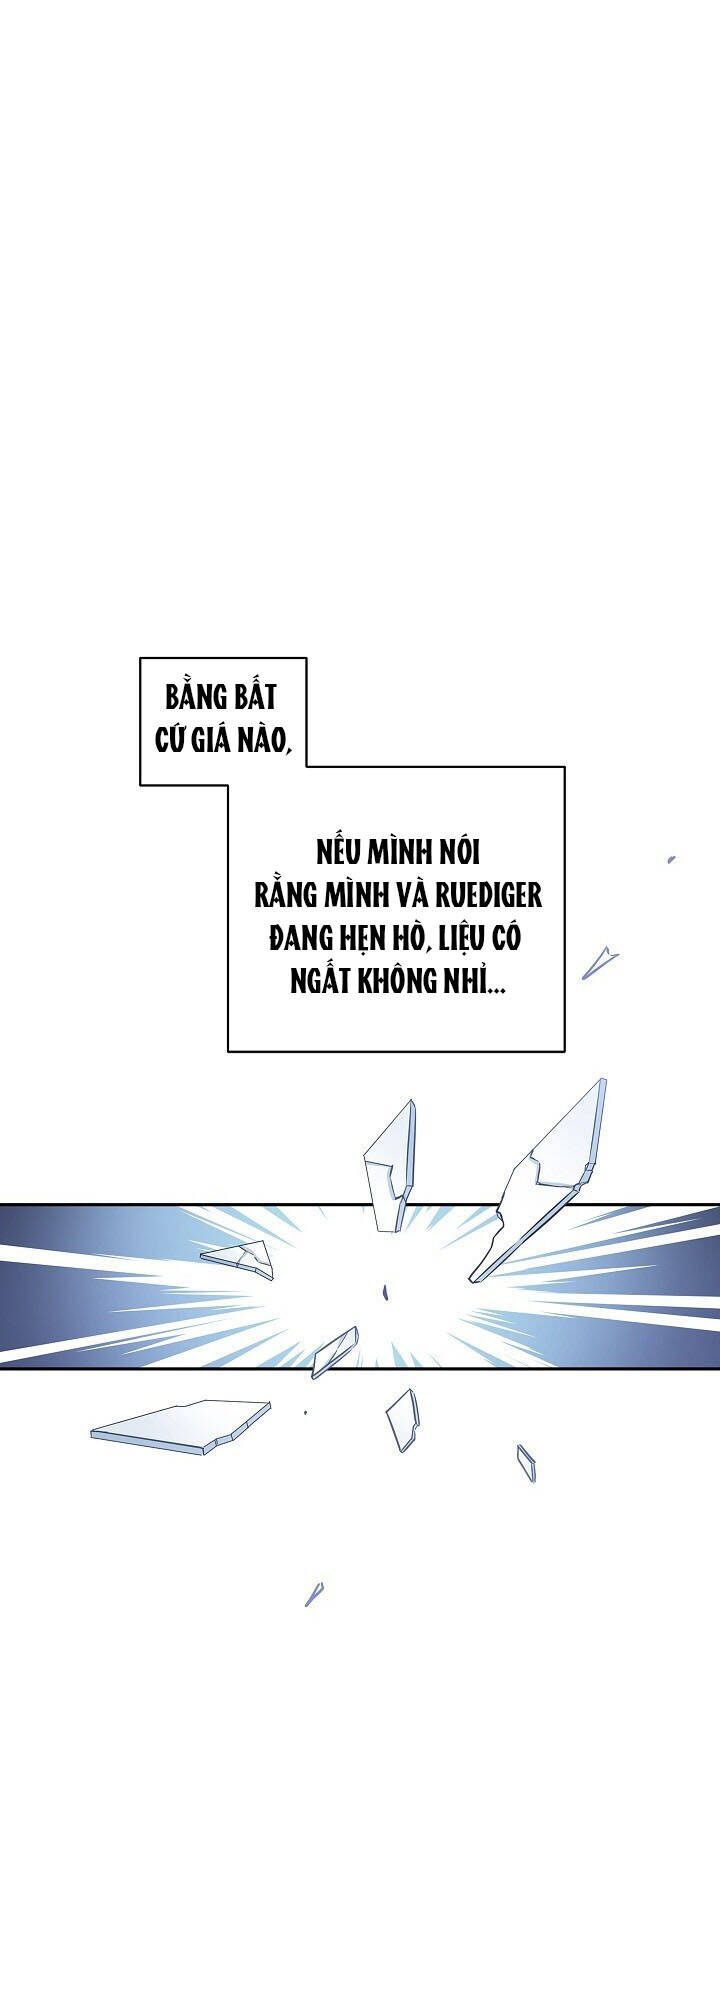 BẰNG BẤT
CỨ GIÁ NÀO,
NẾU MÌNH NÓI
RẰNG MÌNH VÀ RUEDIGER
ĐANG HẸN HÒ, LIỆU CÓ
NGẤT KHÔNG NHỈ...